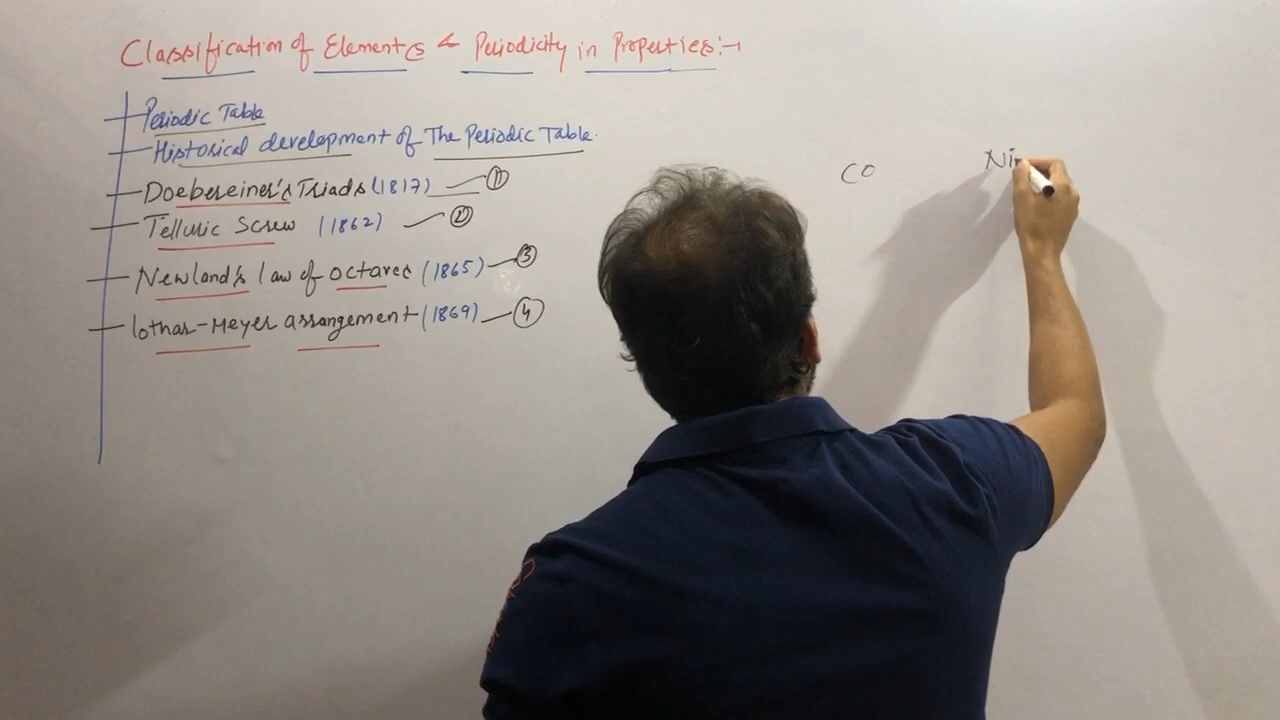 Classification of Elements & Periodicity in Properties:-
Periodic Table
Historical development of The Periodic Table.
Doebereiner's Triads (1817) 1
Telluric Screw (1862) 2
Newland's law of octaves (1865) 3
lothar-Meyer arrangement (1869) 4
CO Ni